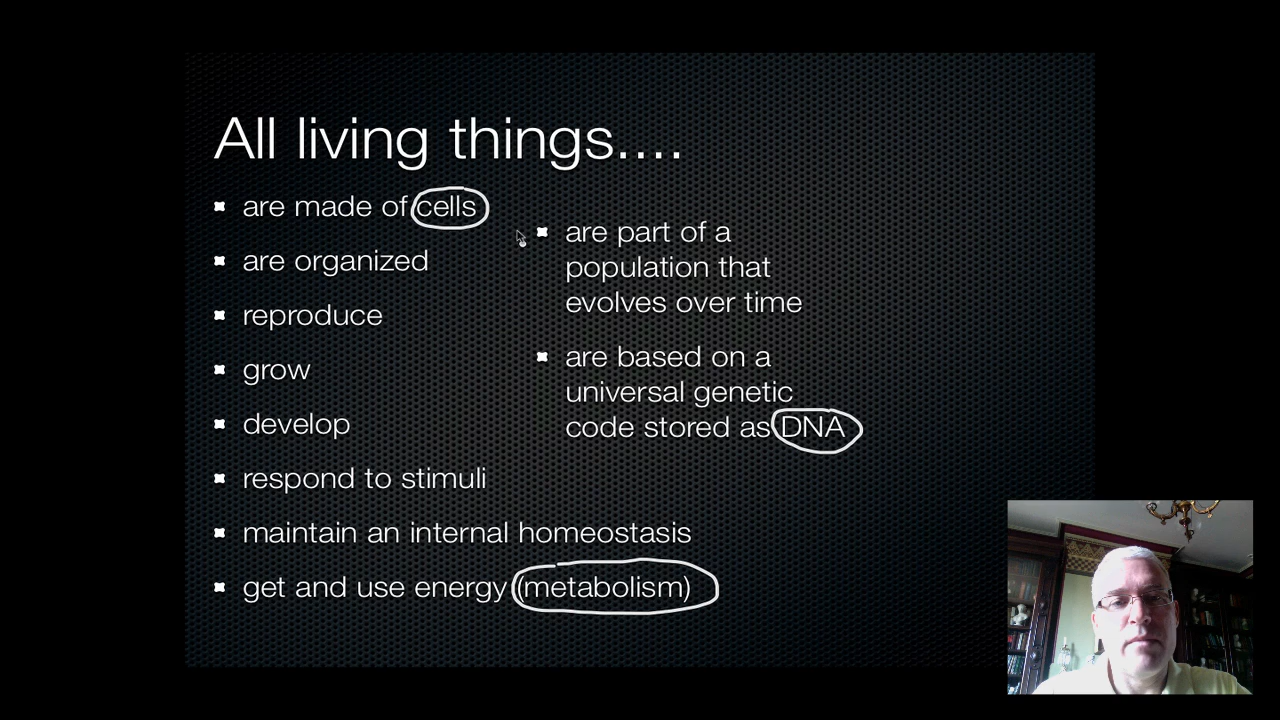 All living things....
are made of cells
are organized
reproduce
grow
develop
respond to stimuli
maintain an internal homeostasis
get and use energy (metabolism)
are part of a
population that
evolves over time
are based on a
universal genetic
code stored as DNA